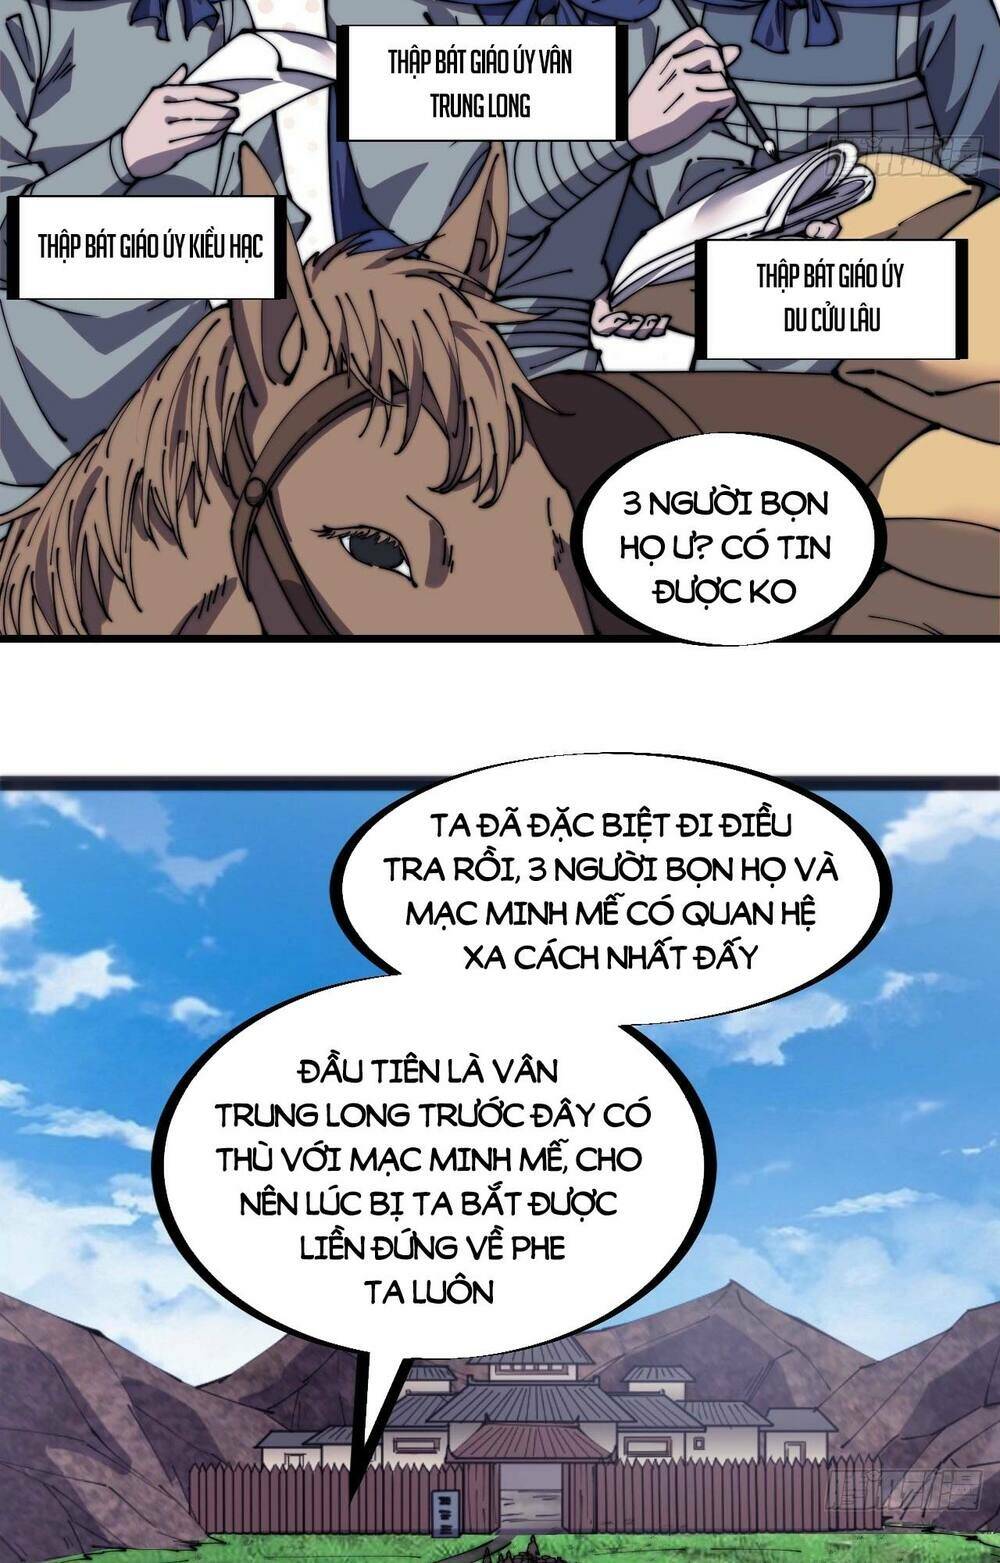 THẬP BÁT GIÁO ÚY VÂN
TRUNG LONG
THẬP BÁT GIÁO ÚY KIỀU HẠC
THẬP BÁT GIÁO ÚY
DU CỬU LÂU
3 NGƯỜI BỌN
HỌ Ư? CÓ TIN
ĐƯỢC KO
TA ĐÃ ĐẶC BIỆT ĐI ĐIỀU
TRA RỒI, 3 NGƯỜI BỌN HỌ VÀ
MẠC MINH MẼ CÓ QUAN HỆ
XA CÁCH NHẤT ĐẤY
ĐẦU TIÊN LÀ VÂN
TRUNG LONG TRƯỚC ĐÂY CÓ
THÙ VỚI MẠC MINH MẼ, CHO
NÊN LÚC BỊ TA BẮT ĐƯỢC
LIỀN ĐỨNG VỀ PHE
TA LUÔN